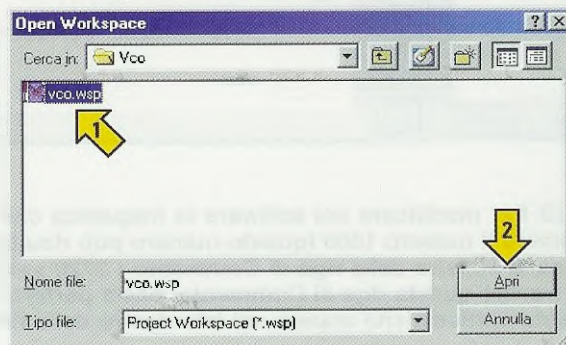 Open Workspace
Cerca in: Vco
vco.wsp
1
2
Nome file: vco.wsp Apri
Tipo file: Project Workspace (*.wsp) Annulla